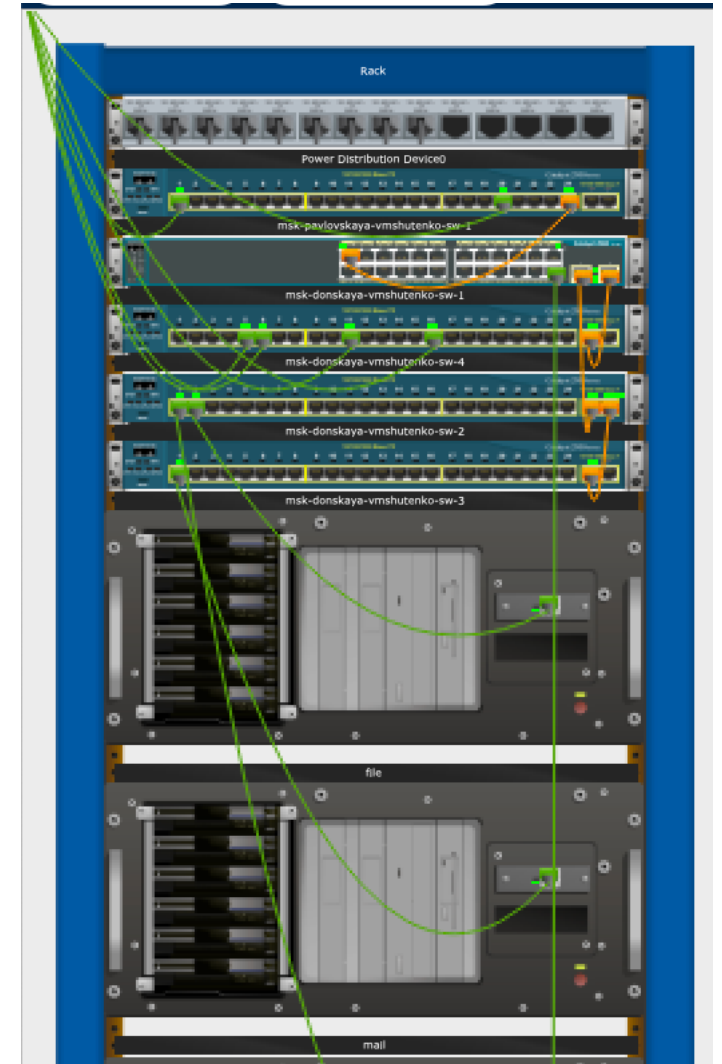 Rack
Power Distribution Device0
msk-pavlovskaya-vmshutenko-sw-1
msk-donskaya-vmshutenko-sw-1
msk-donskaya-vmshutenko-sw-4
msk-donskaya-vmshutenko-sw-2
msk-donskaya-vmshutenko-sw-3
file
mail